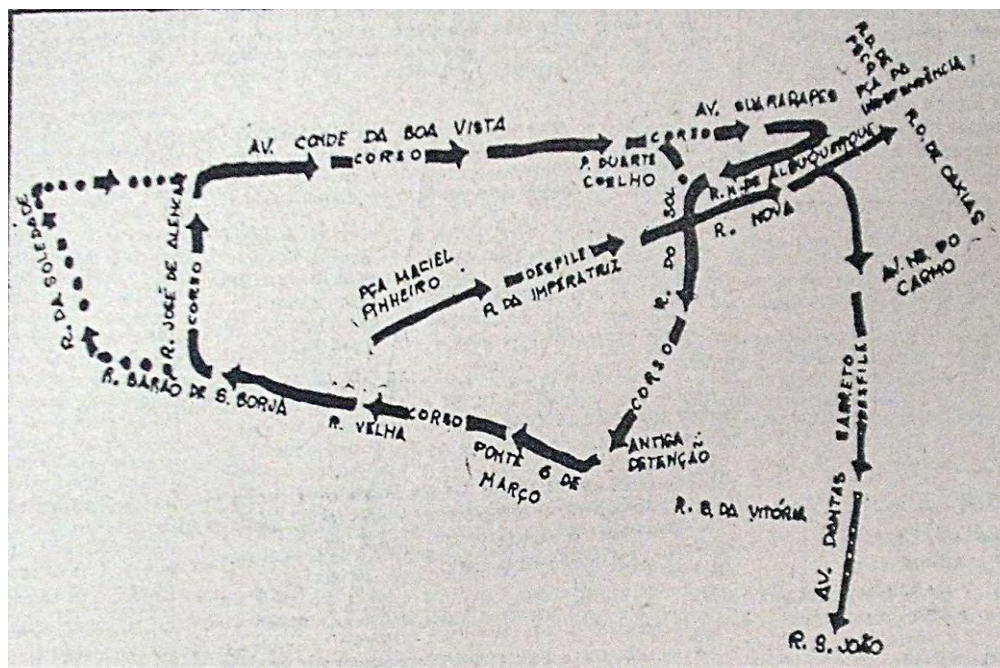 R.D. DE
PÇA DA
INDEPENDÊNCIA
AV. GUARARAPES
R.D. DE CAXIAS
AV. CONDE DA BOA VISTA
CORSO
CORSO
P. DUARTE
COELHO
R. M. DE ALBUQUERQUE
R. NOVA
R. DA SOLEDADE
R. JOSÉ DE ALENCAR
CORSO
PÇA MACIEL
PINHEIRO
DESFILE
R. DA IMPERATRIZ
R. DO SOL
CORSO
AV. NS. DO
CARMO
R. BARÃO DE S. BORJA
R. VELHA
CORSO
PONTE 6 DE
MARÇO
ANTIGA
DETENÇÃO
AV. DANTAS BARRETO
DESFILE
R. B. DA VITÓRIA
R. S. JOÃO